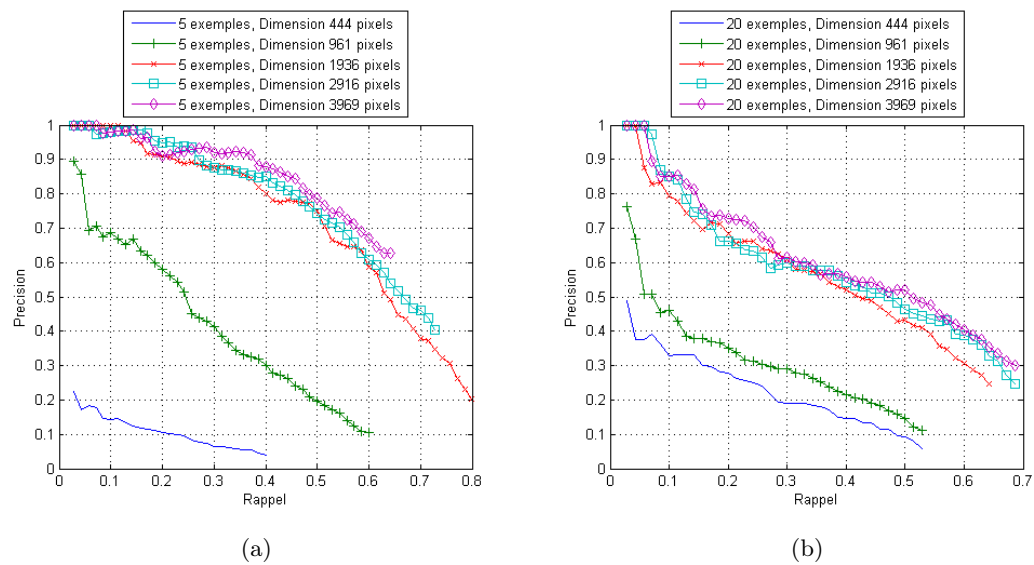 5 exemples, Dimension 444 pixels
5 exemples, Dimension 961 pixels
5 exemples, Dimension 1936 pixels
5 exemples, Dimension 2916 pixels
5 exemples, Dimension 3969 pixels
1
0.9
0.8
0.7
0.6
0.5
0.4
0.3
0.2
0.1
0
Precision
0 0.1 0.2 0.3 0.4 0.5 0.6 0.7 0.8
Rappel
(a)
20 exemples, Dimension 444 pixels
20 exemples, Dimension 961 pixels
20 exemples, Dimension 1936 pixels
20 exemples, Dimension 2916 pixels
20 exemples, Dimension 3969 pixels
1
0.9
0.8
0.7
0.6
0.5
0.4
0.3
0.2
0.1
0
Precision
0 0.1 0.2 0.3 0.4 0.5 0.6 0.7
Rappel
(b)